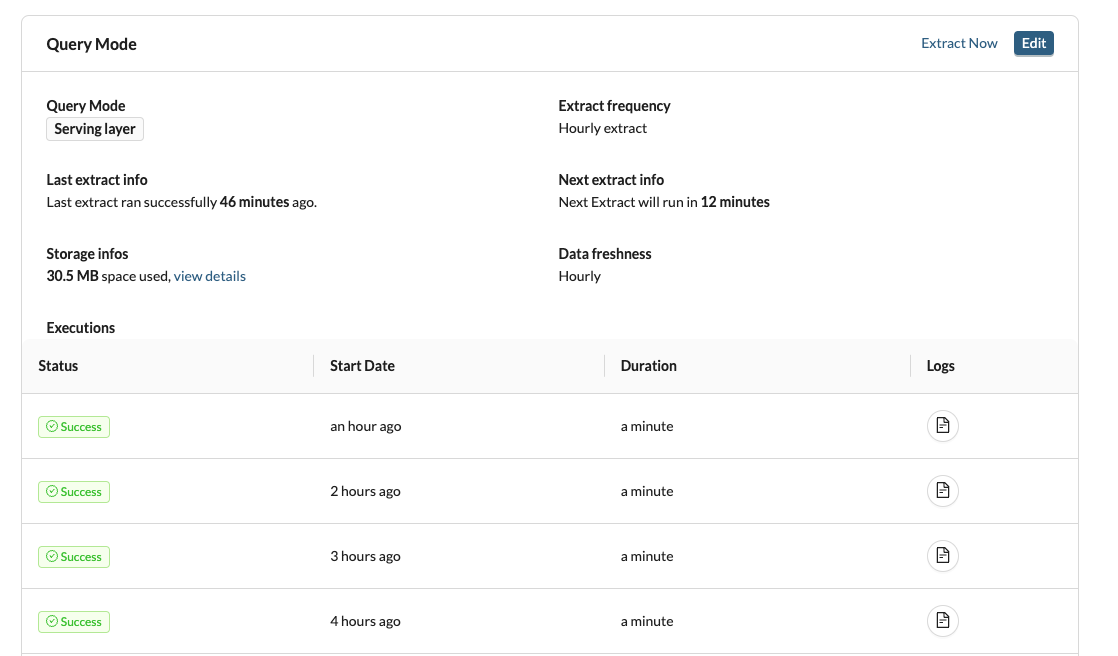 Query Mode
Extract Now
Edit
Query Mode
Extract frequency
Serving layer
Hourly extract
Last extract info
Next extract info
Last extract ran successfully 46 minutes ago.
Next Extract will run in 12 minutes
Storage infos
Data freshness
30.5 MB space used, view details
Hourly
Executions
Status
Start Date
Duration
Logs
Success
an hour ago
a minute
Success
2 hours ago
a minute
Success
3 hours ago
a minute
Success
4 hours ago
a minute